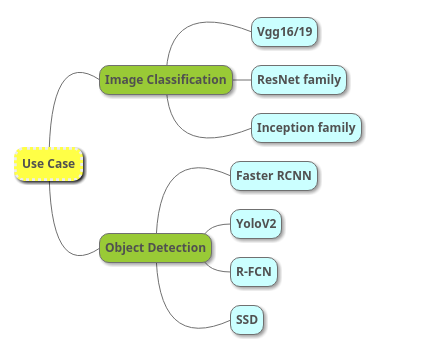 Use Case
Image Classification
Vgg16/19
ResNet family
Inception family
Object Detection
Faster RCNN
YoloV2
R-FCN
SSD